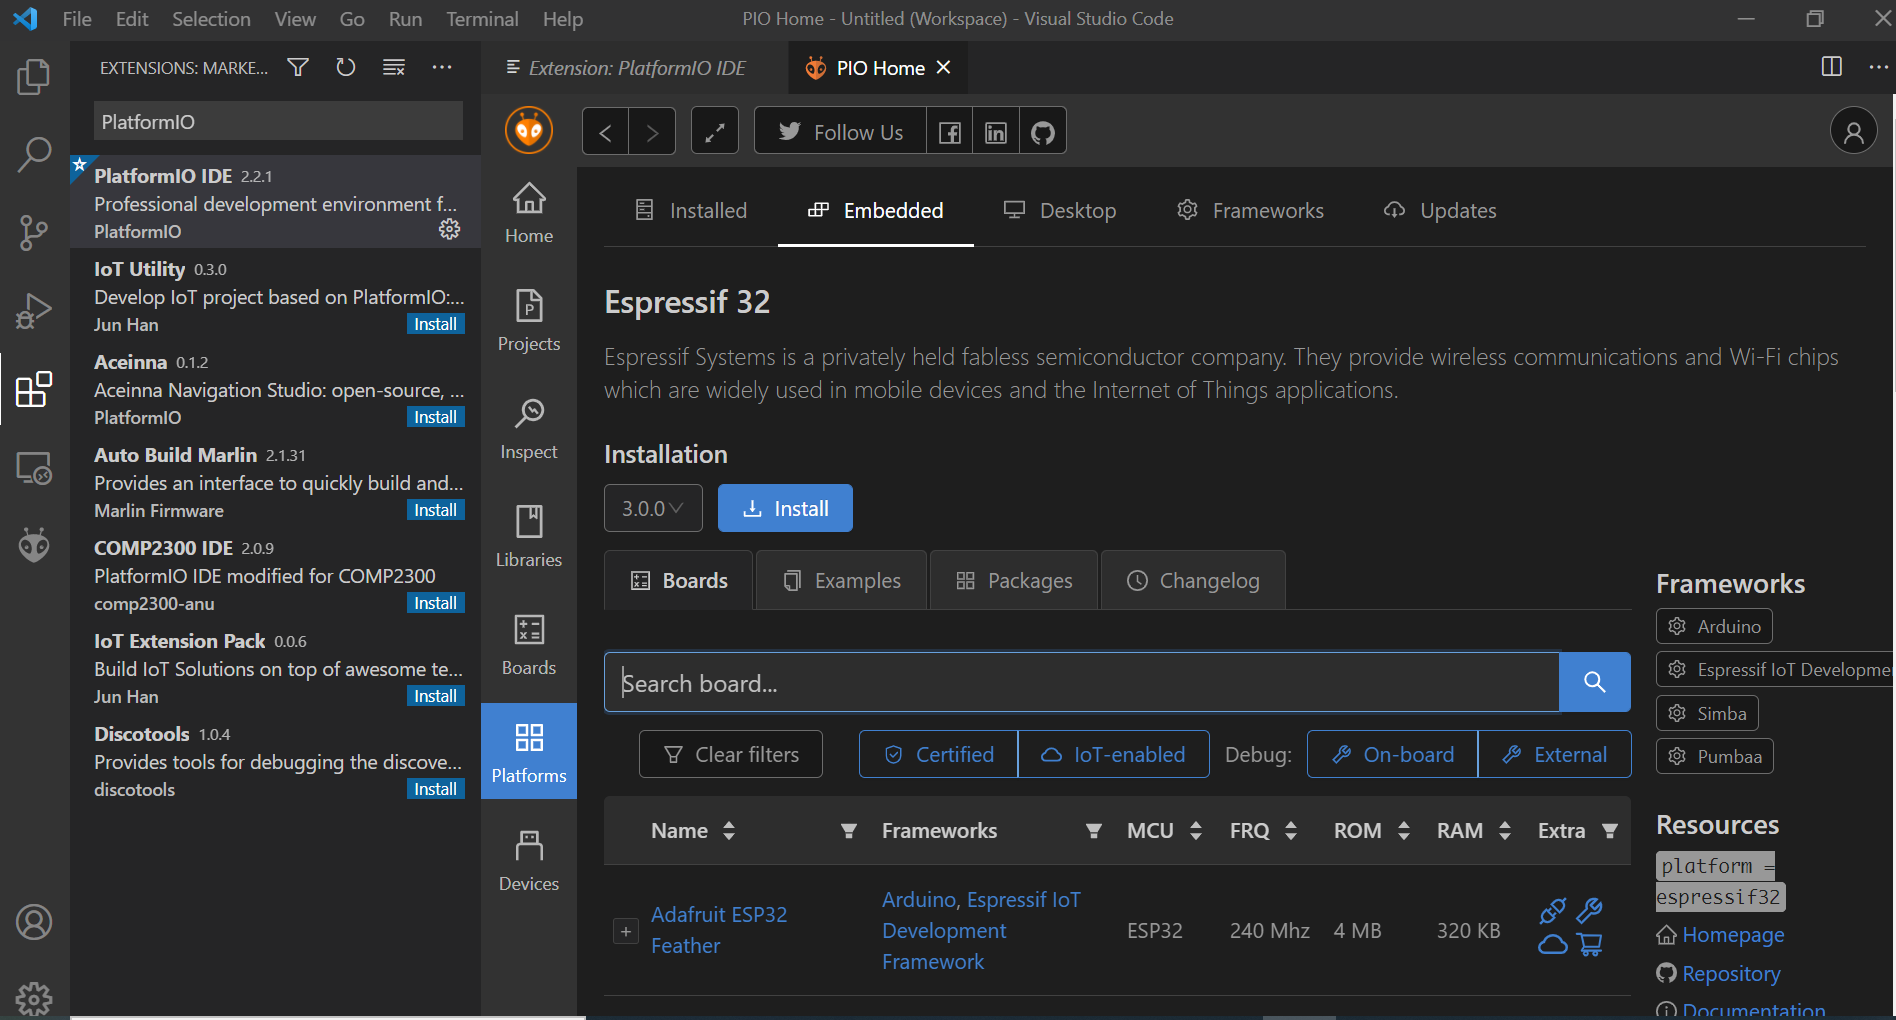 File Edit Selection View Go Run Terminal Help
PIO Home - Untitled (Workspace) - Visual Studio Code
EXTENSIONS: MARKE...
PlatformIO
PlatformIO IDE 2.2.1
Professional development environment f...
PlatformIO
IoT Utility 0.3.0
Develop IoT project based on PlatformIO:...
Jun Han Install
Aceinna 0.1.2
Aceinna Navigation Studio: open-source, ...
PlatformIO Install
Auto Build Marlin 2.1.31
Provides an interface to quickly build and...
Marlin Firmware Install
COMP2300 IDE 2.0.9
PlatformIO IDE modified for COMP2300
comp2300-anu Install
IoT Extension Pack 0.0.6
Build IoT Solutions on top of awesome te...
Jun Han Install
Discotools 1.0.4
Provides tools for debugging the discove...
discotools Install
Extension: PlatformIO IDE PIO Home
Follow Us
Home
Projects
Inspect
Libraries
Boards
Platforms
Devices
Installed Embedded Desktop Frameworks Updates
Espressif 32
Espressif Systems is a privately held fabless semiconductor company. They provide wireless communications and Wi-Fi chips
which are widely used in mobile devices and the Internet of Things applications.
Installation
3.0.0 Install
Boards Examples Packages Changelog
Search board...
Clear filters Certified IoT-enabled Debug: On-board External
Name Frameworks MCU FRQ ROM RAM Extra
Adafruit ESP32
Feather
Arduino, Espressif IoT
Development
Framework
ESP32 240 Mhz 4 MB 320 KB
Frameworks
Arduino
Espressif IoT Developme
Simba
Pumbaa
Resources
platform =
espressif32
Homepage
Repository
Documentation